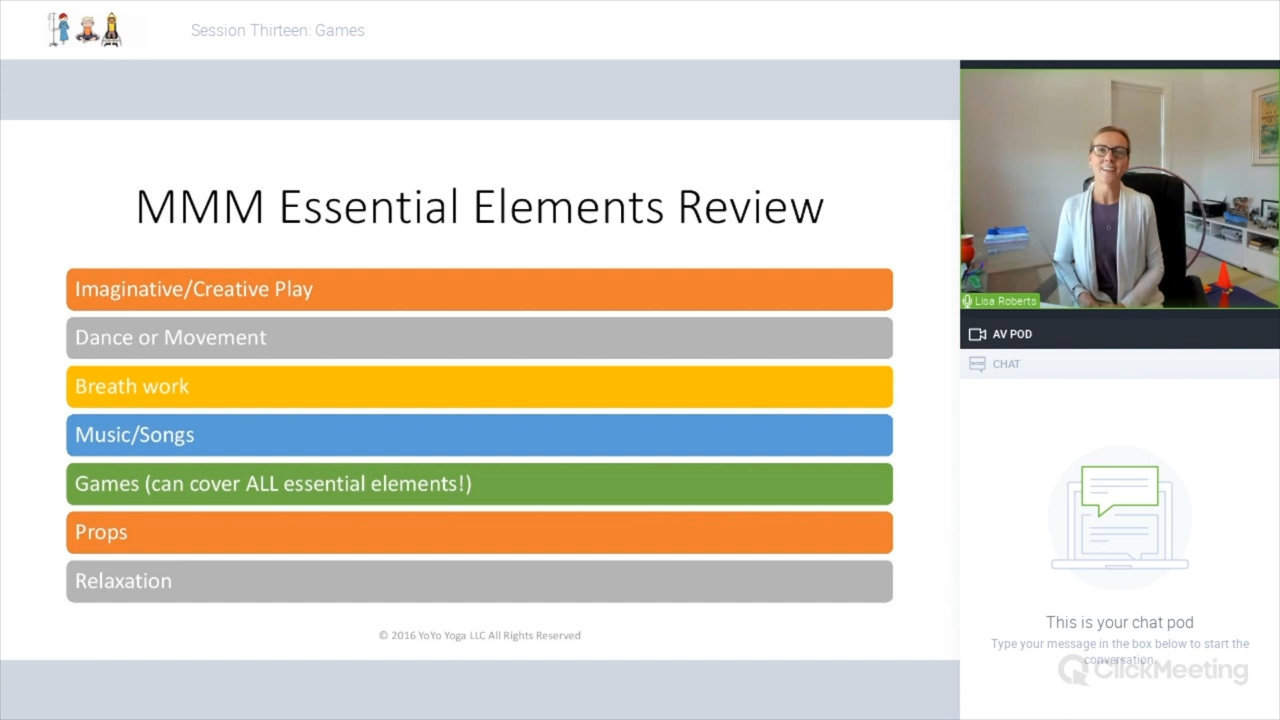 Session Thirteen: Games
MMM Essential Elements Review
Imaginative/Creative Play
Dance or Movement
Breath work
Music/Songs
Games (can cover ALL essential elements!)
Props
Relaxation
© 2016 YoYo Yoga LLC All Rights Reserved
Lisa Roberts
AV POD
CHAT
This is your chat pod
Type your message in the box below to start the
conversation.
ClickMeeting